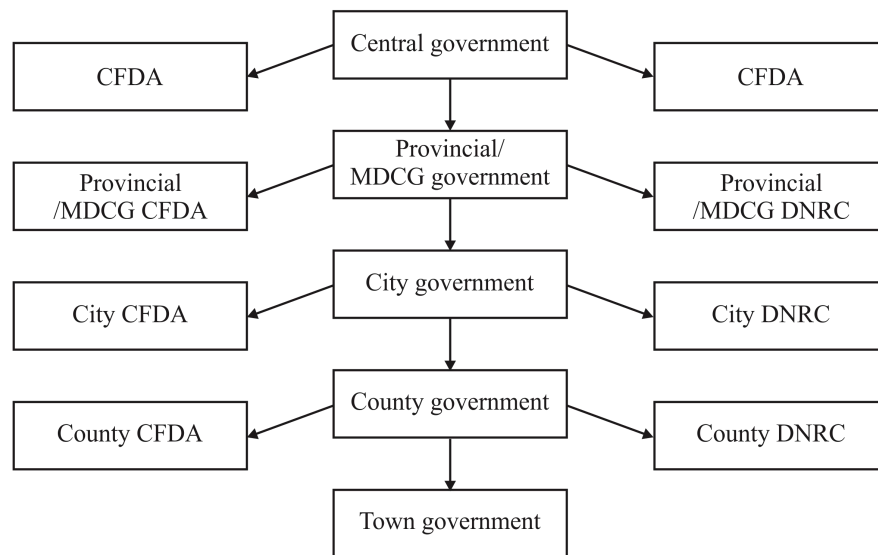 Central government
CFDA
CFDA
Provincial/
MDCG government
Provincial
/MDCG CFDA
Provincial
/MDCG DNRC
City government
City CFDA
City DNRC
County government
County CFDA
County DNRC
Town government